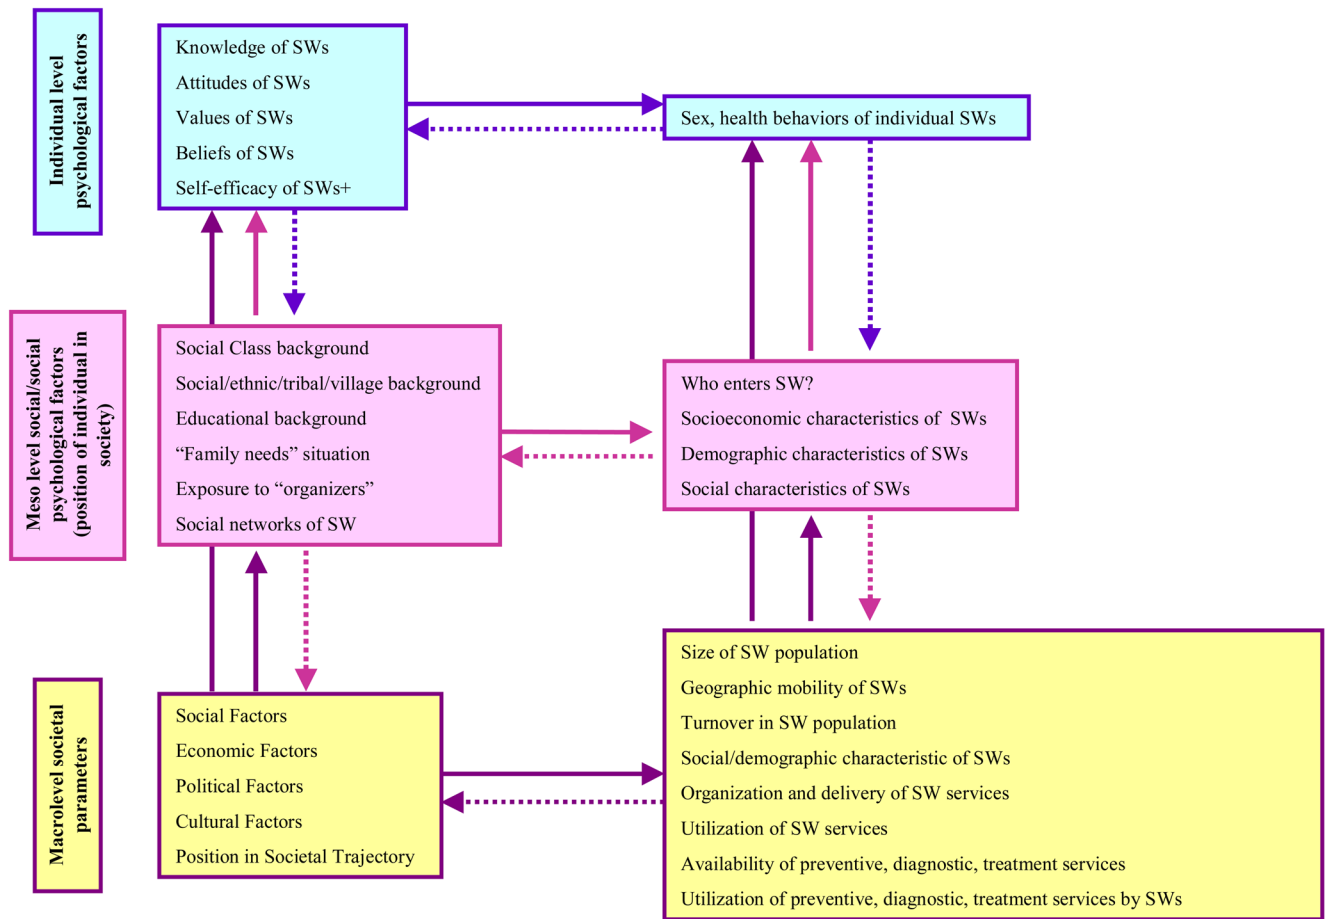 Individual level
psychological factors
Knowledge of SWs
Attitudes of SWs
Values of SWs
Beliefs of SWs
Self-efficacy of SWs+
Sex, health behaviors of individual SWs
Meso level social/social
psychological factors
(position of individual in
society)
Social Class background
Social/ethnic/tribal/village background
Educational background
“Family needs” situation
Exposure to “organizers”
Social networks of SW
Who enters SW?
Socioeconomic characteristics of  SWs
Demographic characteristics of SWs
Social characteristics of SWs
Macrolevel societal
parameters
Social Factors
Economic Factors
Political Factors
Cultural Factors
Position in Societal Trajectory
Size of SW population
Geographic mobility of SWs
Turnover in SW population
Social/demographic characteristic of SWs
Organization and delivery of SW services
Utilization of SW services
Availability of preventive, diagnostic, treatment services
Utilization of preventive, diagnostic, treatment services by SWs